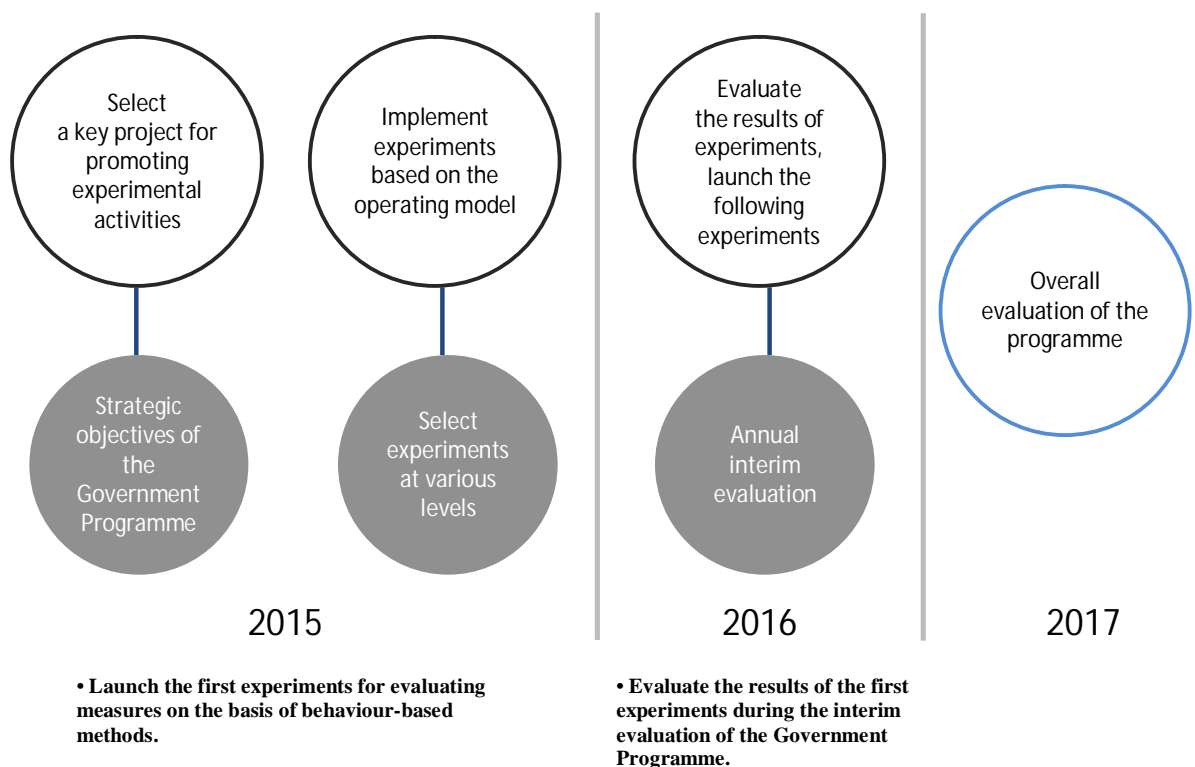 Select
a key project for
promoting
experimental
activities
Implement
experiments
based on the
operating model
Evaluate
the results of
experiments,
launch the
following
experiments
Overall
evaluation of the
programme
Strategic
objectives of
the
Government
Programme
Select
experiments
at various
levels
Annual
interim
evaluation
2015
2016
2017
• Launch the first experiments for evaluating
measures on the basis of behaviour-based
methods.
• Evaluate the results of the first
experiments during the interim
evaluation of the Government
Programme.